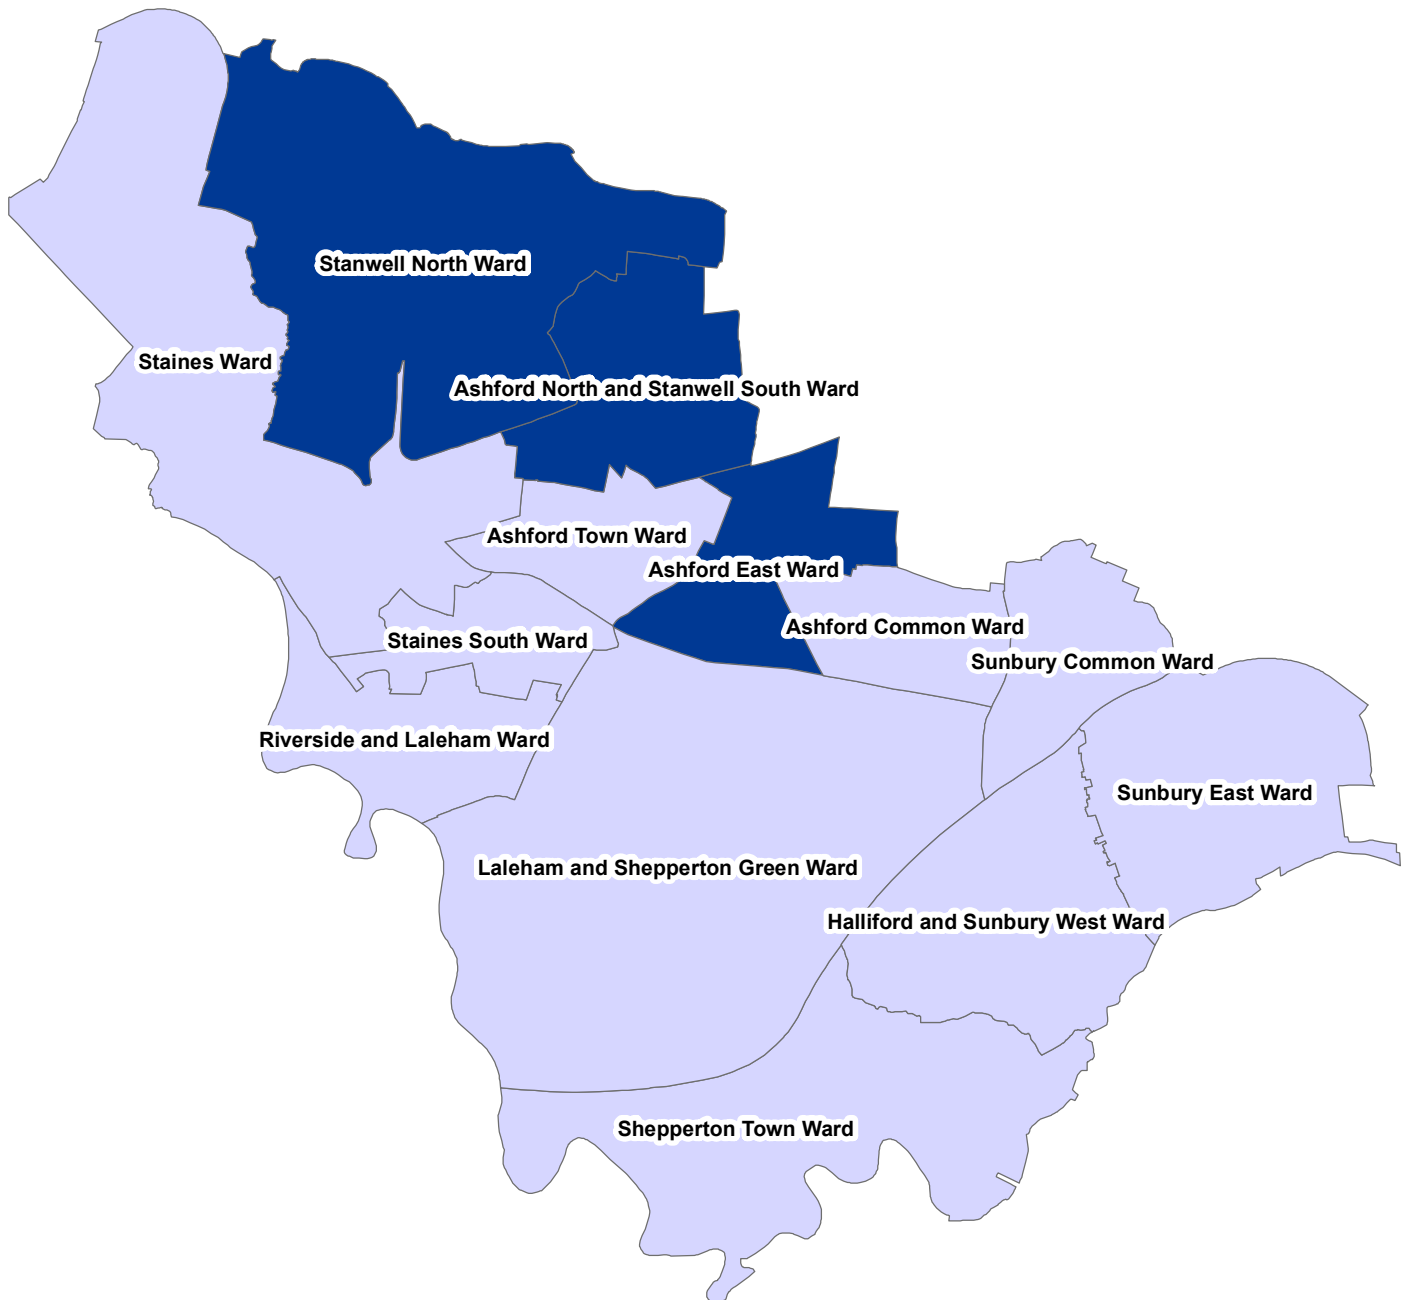 Stanwell North Ward
Staines Ward
Ashford North and Stanwell South Ward
Ashford Town Ward
Ashford East Ward
Ashford Common Ward
Staines South Ward
Sunbury Common Ward
Riverside and Laleham Ward
Sunbury East Ward
Laleham and Shepperton Green Ward
Halliford and Sunbury West Ward
Shepperton Town Ward